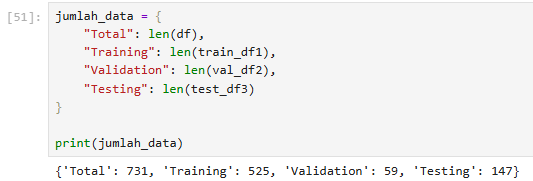 [51]: jumlah_data = {
    "Total": len(df),
    "Training": len(train_df1),
    "Validation": len(val_df2),
    "Testing": len(test_df3)
}
print(jumlah_data)
{'Total': 731, 'Training': 525, 'Validation': 59, 'Testing': 147}